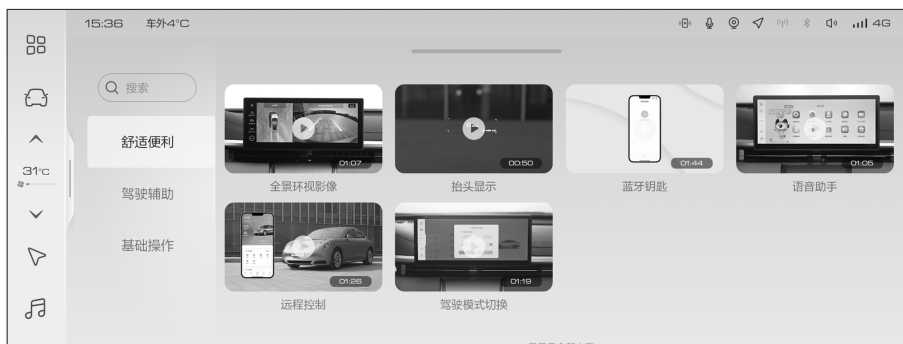 15:36 车外4°C 4G
搜索
舒适便利
31°C
驾驶辅助
基础操作
01:07
00:50
01:44
01:05
全景环视影像
抬头显示
蓝牙钥匙
语音助手
01:26
01:19
远程控制
驾驶模式切换